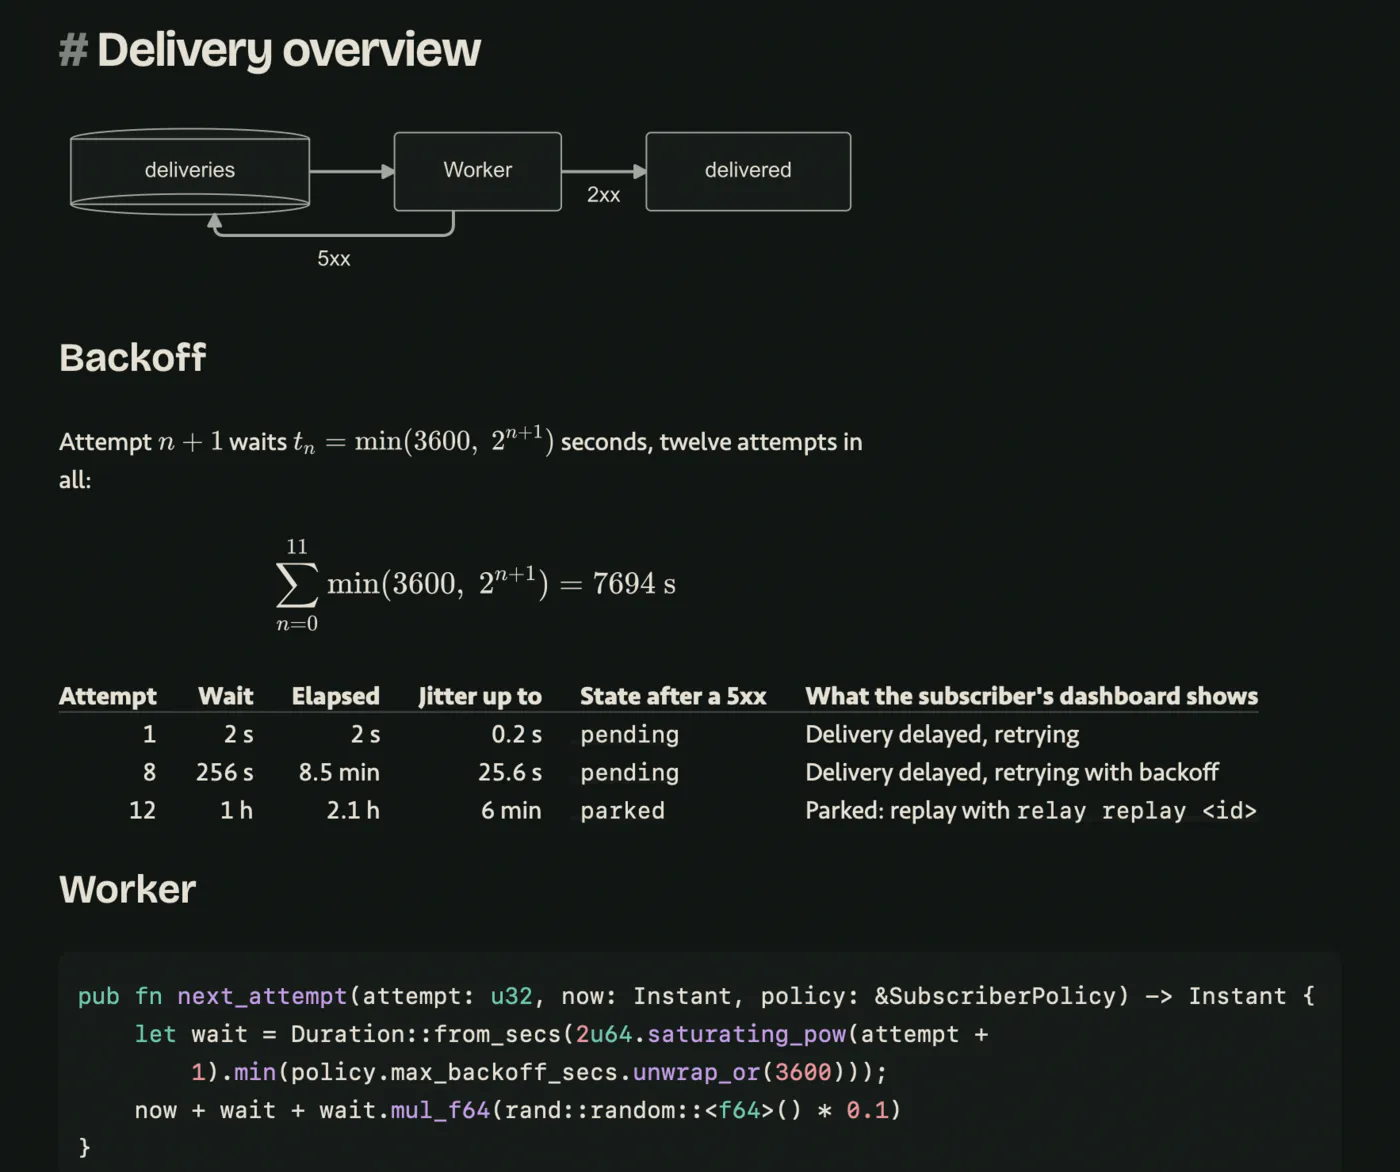 # Delivery overview
deliveries
Worker
delivered
2xx
5xx
Backoff
Attempt n + 1 waits tₙ = min(3600, 2ⁿ⁺¹) seconds, twelve attempts in
all:
11
∑ min(3600, 2ⁿ⁺¹) = 7694 s
n=0
Attempt Wait Elapsed Jitter up to State after a 5xx What the subscriber's dashboard shows
1 2 s 2 s 0.2 s pending Delivery delayed, retrying
8 256 s 8.5 min 25.6 s pending Delivery delayed, retrying with backoff
12 1 h 2.1 h 6 min parked Parked: replay with relay replay <id>
Worker
pub fn next_attempt(attempt: u32, now: Instant, policy: &SubscriberPolicy) -> Instant {
    let wait = Duration::from_secs(2u64.saturating_pow(attempt +
        1).min(policy.max_backoff_secs.unwrap_or(3600)));
    now + wait + wait.mul_f64(rand::random::<f64>() * 0.1)
}